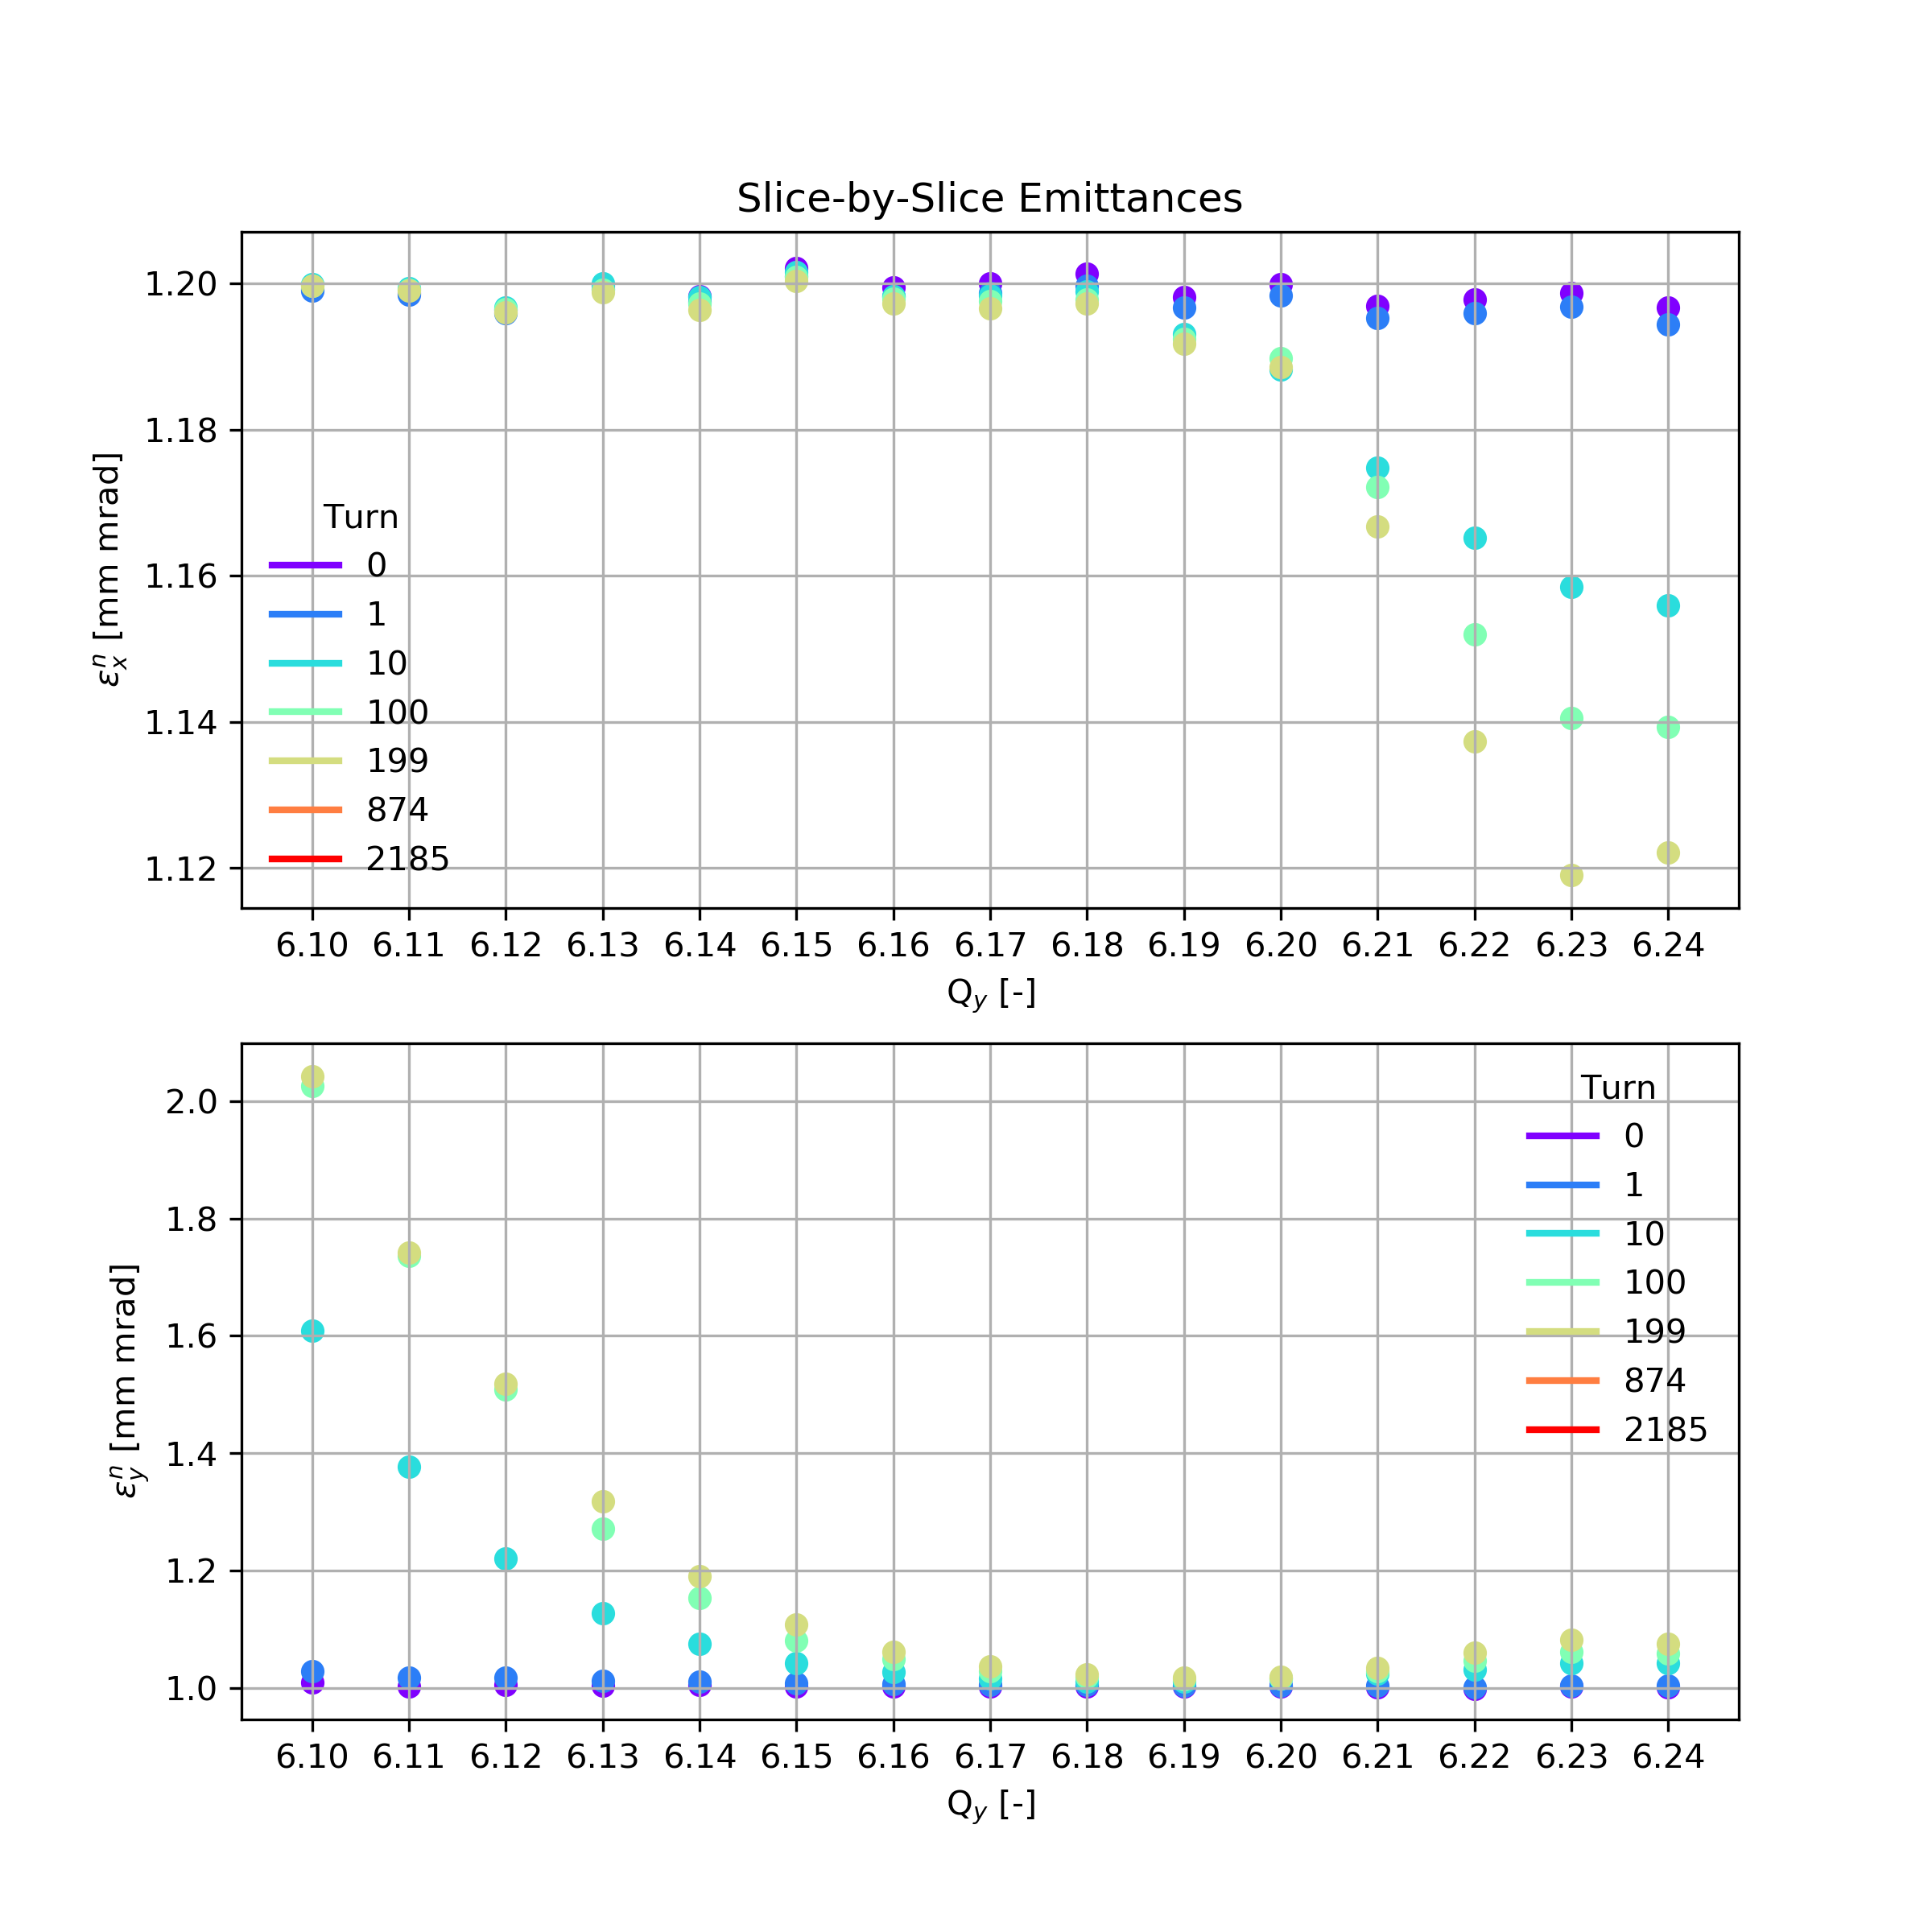 Slice-by-Slice Emittances
ε_x^n [mm mrad]
1.20
1.18
1.16
1.14
1.12
Turn
0
1
10
100
199
874
2185
6.10 6.11 6.12 6.13 6.14 6.15 6.16 6.17 6.18 6.19 6.20 6.21 6.22 6.23 6.24
Q_y [-]
ε_y^n [mm mrad]
2.0
1.8
1.6
1.4
1.2
1.0
Turn
0
1
10
100
199
874
2185
6.10 6.11 6.12 6.13 6.14 6.15 6.16 6.17 6.18 6.19 6.20 6.21 6.22 6.23 6.24
Q_y [-]